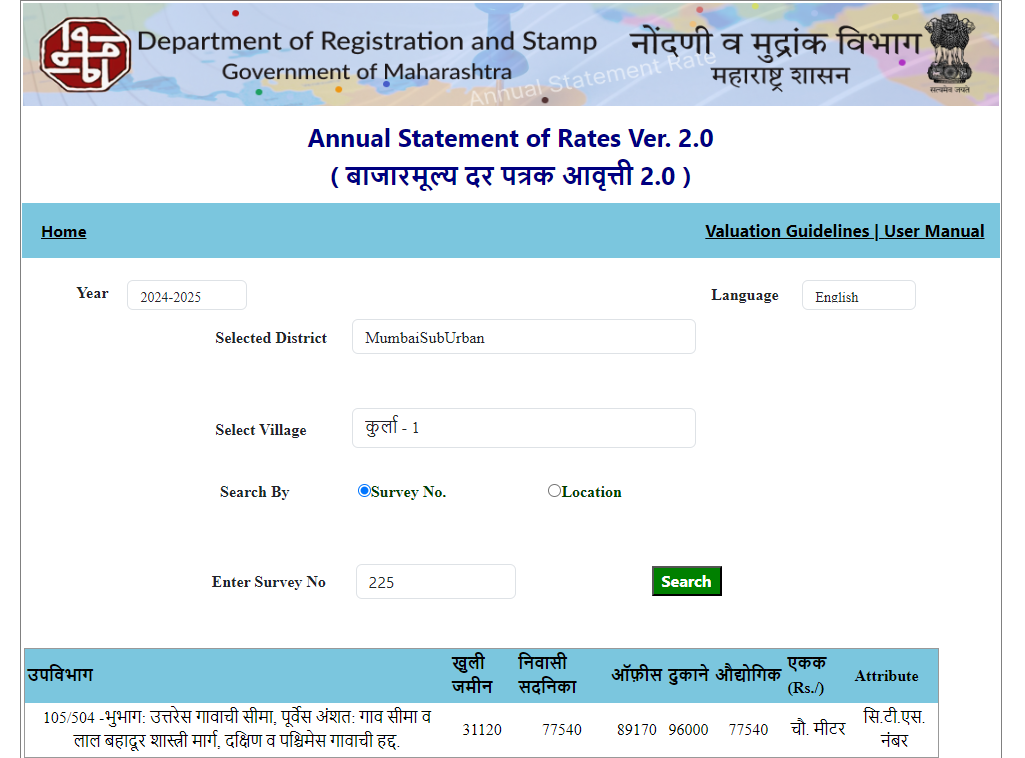 Department of Registration and Stamp
Government of Maharashtra
नोंदणी व मुद्रांक विभाग
महाराष्ट्र शासन
सत्यमेव जयते
Annual Statement Rate
Annual Statement of Rates Ver. 2.0
( बाजारमूल्य दर पत्रक आवृत्ती 2.0 )
Home
Valuation Guidelines | User Manual
Year 2024-2025 Language English
Selected District MumbaiSubUrban
Select Village कुर्ला - 1
Search By Survey No. Location
Enter Survey No 225 Search
उपविभाग खुली जमीन निवासी सदनिका ऑफ़ीस दुकाने औद्योगिक एकक (Rs./) Attribute
105/504 -भुभाग: उत्तरेस गावाची सीमा, पूर्वेस अंशत: गाव सीमा व
लाल बहादूर शास्त्री मार्ग, दक्षिण व पश्चिमेस गावाची हद्द.
31120 77540 89170 96000 77540 चौ. मीटर सि.टी.एस. नंबर